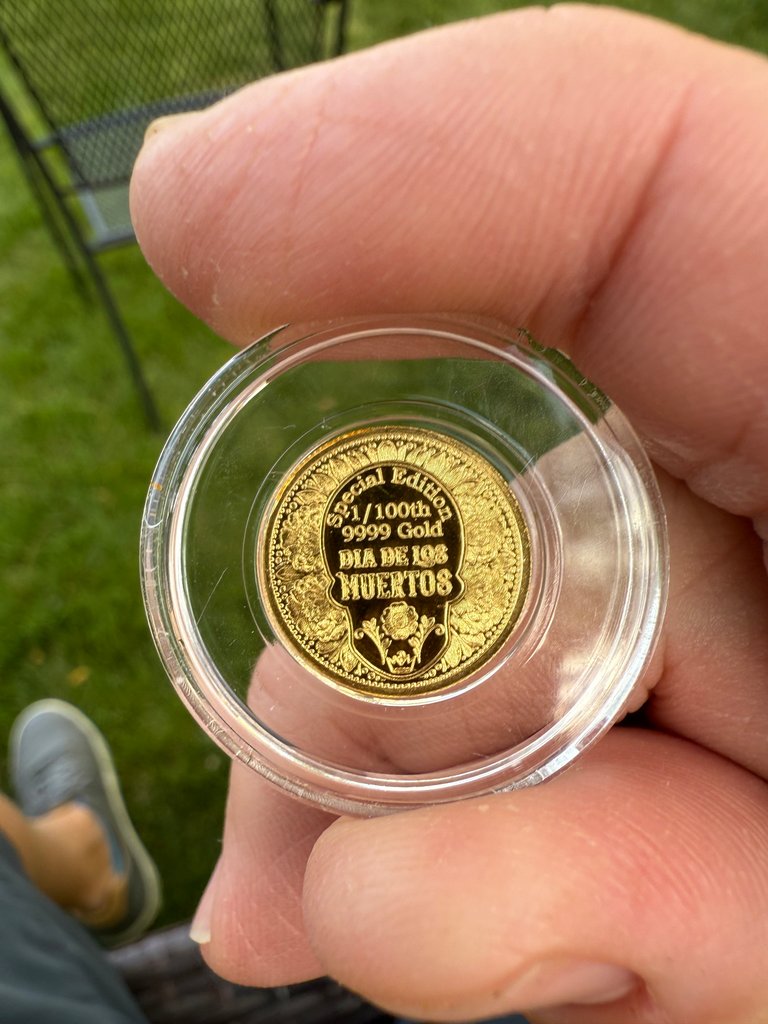 Special Edition
1/100th
9999 Gold
DIA DE LOS
MUERTOS